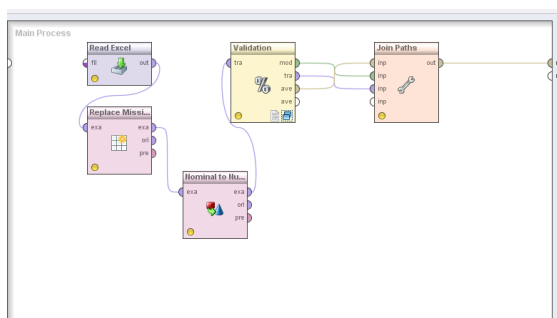 Main Process
Read Excel
fil
out
Validation
tra
mod
tra
ave
ave
Join Paths
inp
out
inp
inp
inp
Replace Missi...
exa
exa
ori
pre
Nominal to Nu...
exa
exa
ori
pre